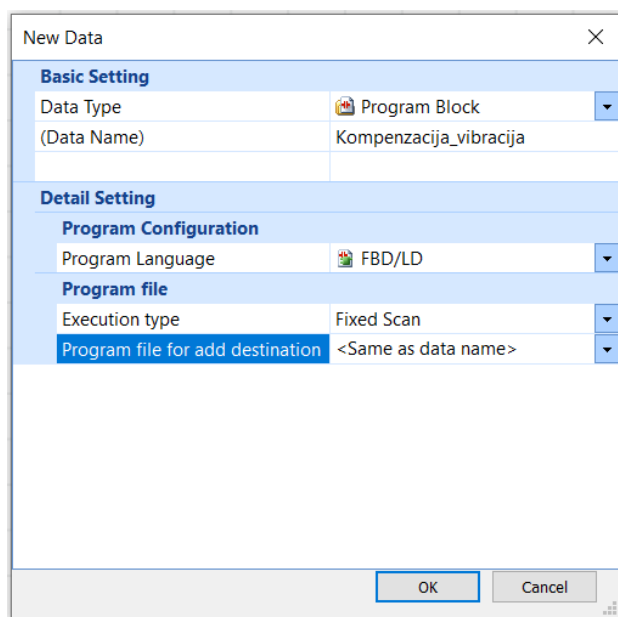 New Data
Basic Setting
Data Type Program Block
(Data Name) Kompenzacija_vibracija
Detail Setting
Program Configuration
Program Language FBD/LD
Program file
Execution type Fixed Scan
Program file for add destination <Same as data name>
OK Cancel